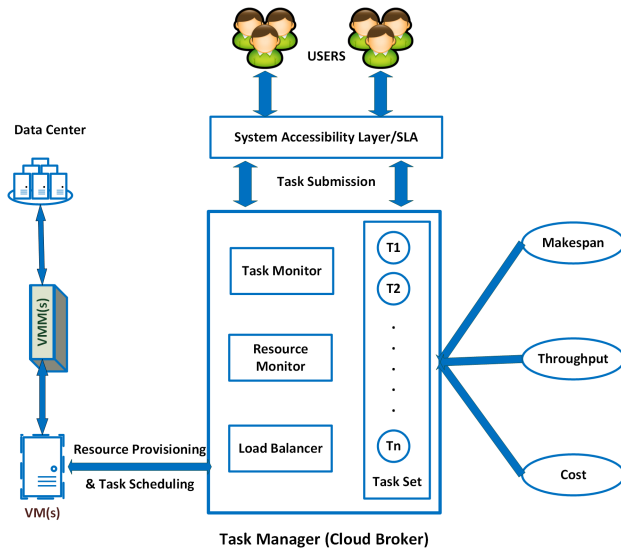 USERS
Data Center
System Accessibility Layer/SLA
Task Submission
T1
Makespan
Task Monitor
T2
VMM(s)
Resource
Monitor
Throughput
Resource Provisioning
Load Balancer
Tn
& Task Scheduling
Task Set
Cost
VM(s)
Task Manager (Cloud Broker)